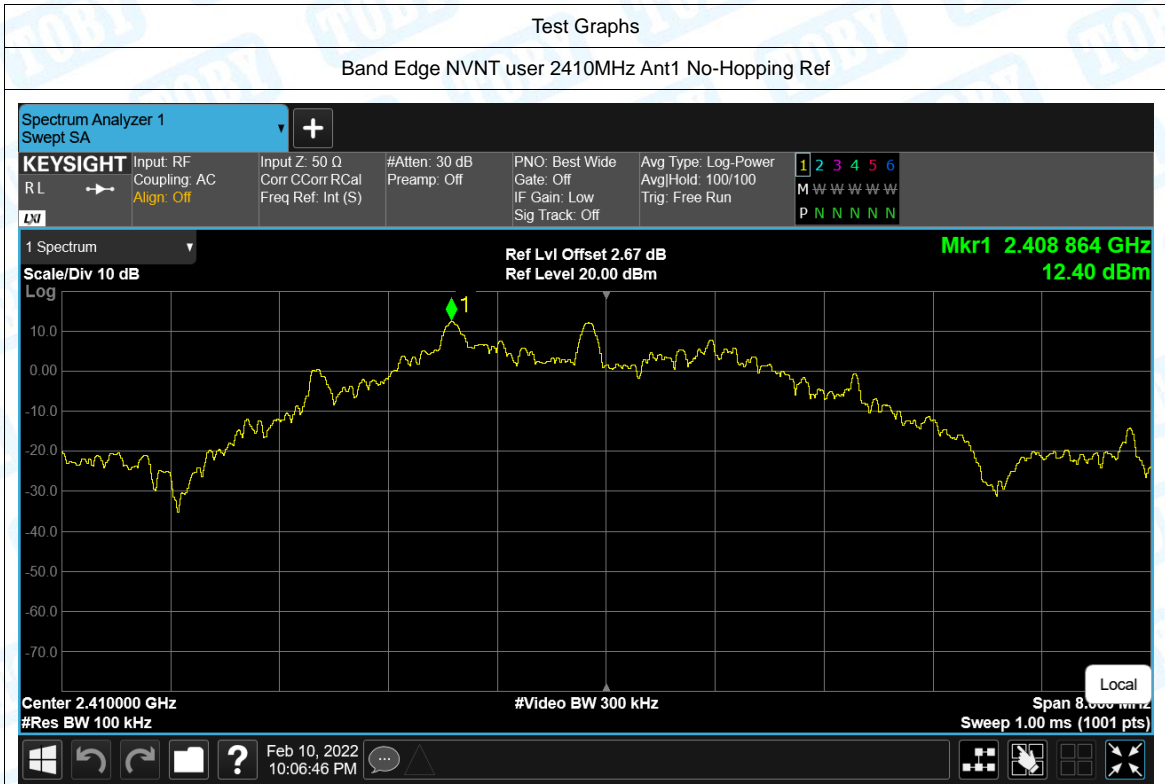 Test Graphs
Band Edge NVNT user 2410MHz Ant1 No-Hopping Ref
Spectrum Analyzer 1
Swept SA
KEYSIGHT
R L
LXI
Input: RF
Coupling: AC
Align: Off
Input Z: 50 Ω
Corr CCorr RCal
Freq Ref: Int (S)
#Atten: 30 dB
Preamp: Off
PNO: Best Wide
Gate: Off
IF Gain: Low
Sig Track: Off
Avg Type: Log-Power
Avg|Hold: 100/100
Trig: Free Run
1 2 3 4 5 6
M W W W W W
P N N N N N
1 Spectrum
Scale/Div 10 dB
Log
Ref Lvl Offset 2.67 dB
Ref Level 20.00 dBm
Mkr1 2.408 864 GHz
12.40 dBm
1
10.0
0.00
-10.0
-20.0
-30.0
-40.0
-50.0
-60.0
-70.0
Local
Center 2.410000 GHz
#Res BW 100 kHz
#Video BW 300 kHz
Span 8.000 MHz
Sweep 1.00 ms (1001 pts)
?
Feb 10, 2022
10:06:46 PM
TOBY